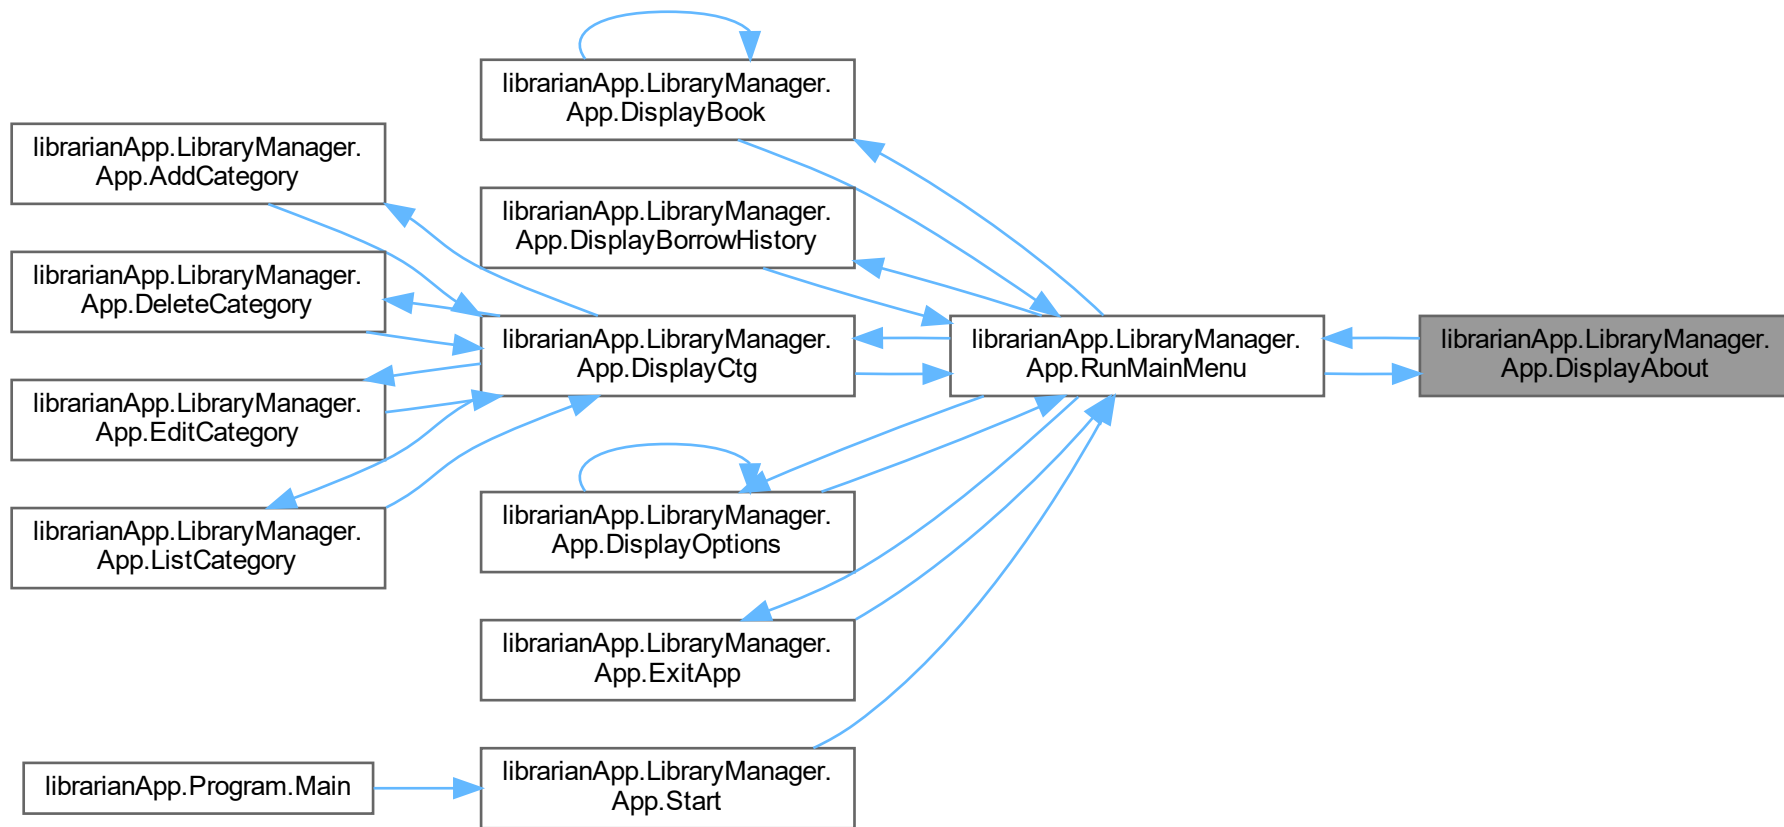 librarianApp.LibraryManager.
App.DisplayBook
librarianApp.LibraryManager.
App.AddCategory
librarianApp.LibraryManager.
App.DisplayBorrowHistory
librarianApp.LibraryManager.
App.DeleteCategory
librarianApp.LibraryManager.
App.DisplayCtg
librarianApp.LibraryManager.
App.RunMainMenu
librarianApp.LibraryManager.
App.DisplayAbout
librarianApp.LibraryManager.
App.EditCategory
librarianApp.LibraryManager.
App.DisplayOptions
librarianApp.LibraryManager.
App.ListCategory
librarianApp.LibraryManager.
App.ExitApp
librarianApp.Program.Main
librarianApp.LibraryManager.
App.Start